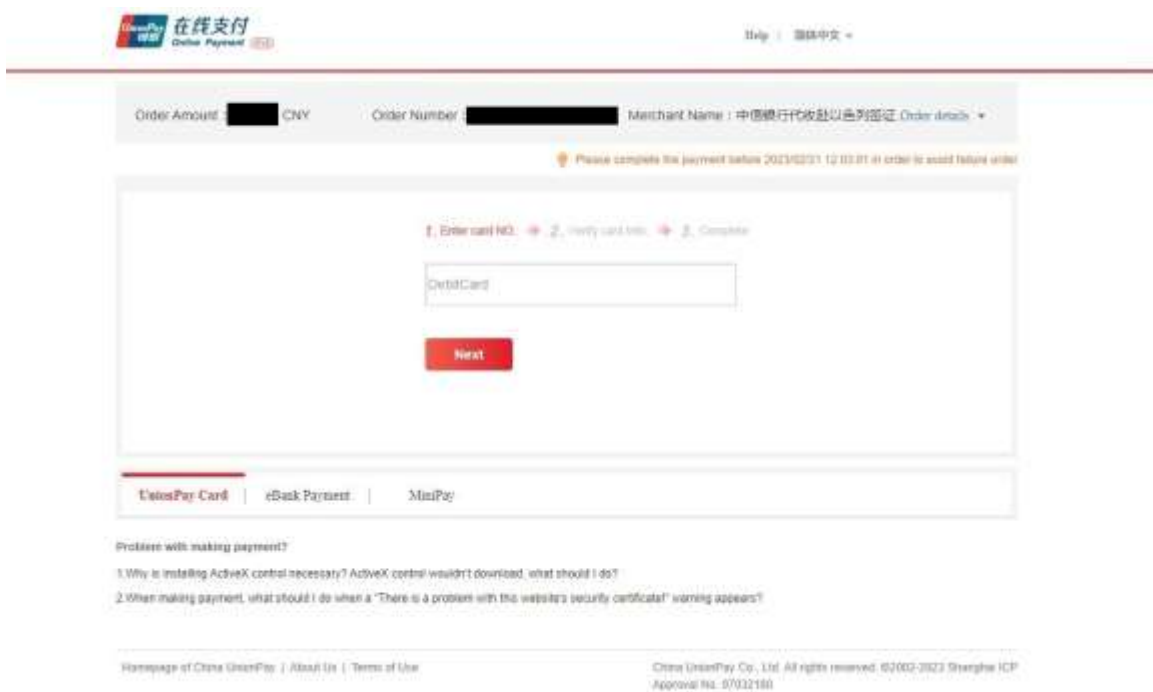 UnionPay 银联 在线支付
Online Payment
Help | 简体中文
Order Amount : CNY Order Number : Merchant Name : 中信银行代收赴以色列签证 Order details
Please complete the payment before 2023/02/21 12:03:01 in order to avoid failure order
1. Enter card NO. 2. Verify card info. 3. Complete
DebitCard
Next
UnionPay Card | eBank Payment | MiniPay
Problem with making payment?
1.Why is installing ActiveX control necessary? ActiveX control wouldn't download, what should I do?
2.When making payment, what should I do when a "There is a problem with this website's security certificate!" warning appears?
Homepage of China UnionPay | About Us | Terms of Use
China UnionPay Co., Ltd. All rights reserved. ©2002-2023 Shanghai ICP
Approval No. 07032180